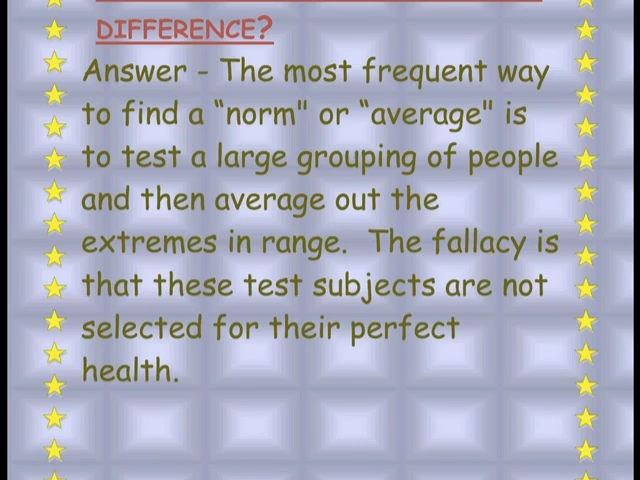 DIFFERENCE?
Answer - The most frequent way
to find a “norm" or “average" is
to test a large grouping of people
and then average out the
extremes in range.  The fallacy is
that these test subjects are not
selected for their perfect
health.